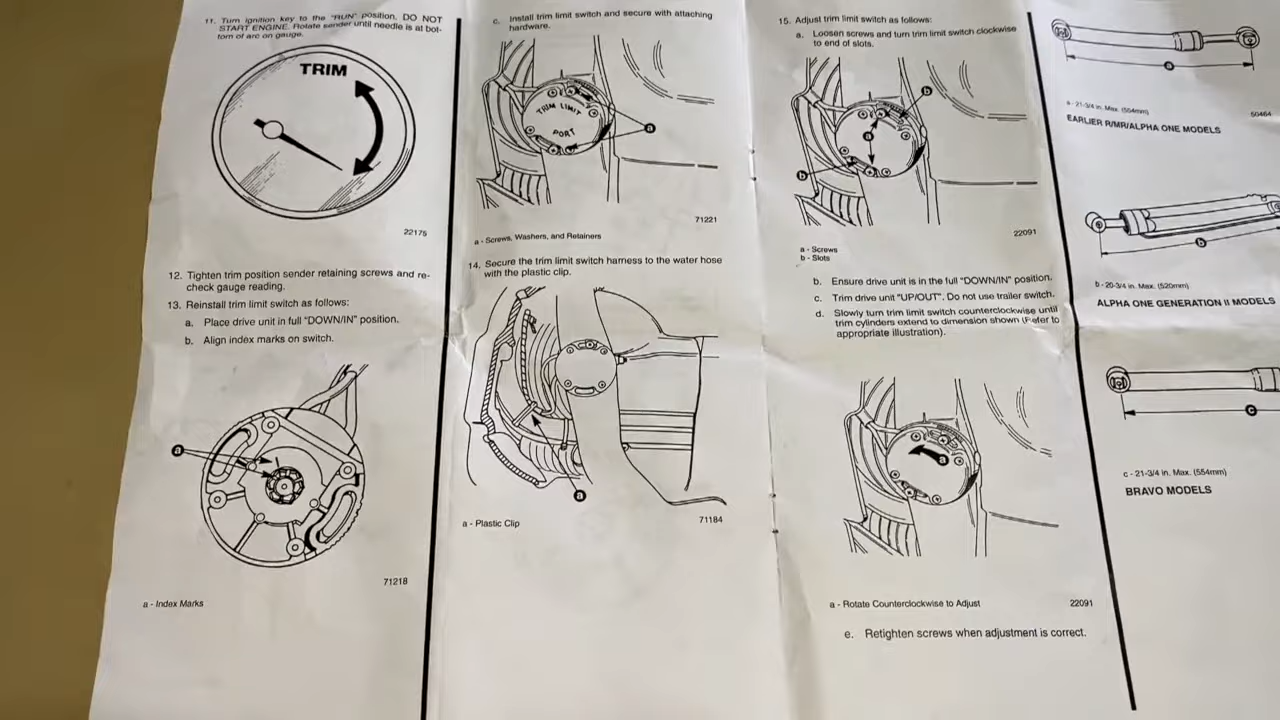 11. Turn ignition key to the "RUN" position. DO NOT
START ENGINE. Rotate sender until needle is at bot-
tom of arc on gauge.
TRIM
22175
12. Tighten trim position sender retaining screws and re-
check gauge reading.
13. Reinstall trim limit switch as follows:
a. Place drive unit in full "DOWN/IN" position.
b. Align index marks on switch.
a
71218
a - Index Marks
c. Install trim limit switch and secure with attaching
hardware.
TRIM LIMIT
PORT
a
71221
a - Screws, Washers, and Retainers
14. Secure the trim limit switch harness to the water hose
with the plastic clip.
a
a - Plastic Clip
71184
15. Adjust trim limit switch as follows:
a. Loosen screws and turn trim limit switch clockwise
to end of slots.
b
a
b
22091
a - Screws
b - Slots
b. Ensure drive unit is in the full "DOWN/IN" position.
c. Trim drive unit "UP/OUT". Do not use trailer switch.
d. Slowly turn trim limit switch counterclockwise until
trim cylinders extend to dimension shown (Refer to
appropriate illustration).
a
a - Rotate Counterclockwise to Adjust
22091
e. Retighten screws when adjustment is correct.
a
a - 21-3/4 in. Max. (554mm)
50464
EARLIER R/MR/ALPHA ONE MODELS
b
b - 20-3/4 in. Max. (520mm)
ALPHA ONE GENERATION II MODELS
c
c - 21-3/4 in. Max. (554mm)
BRAVO MODELS